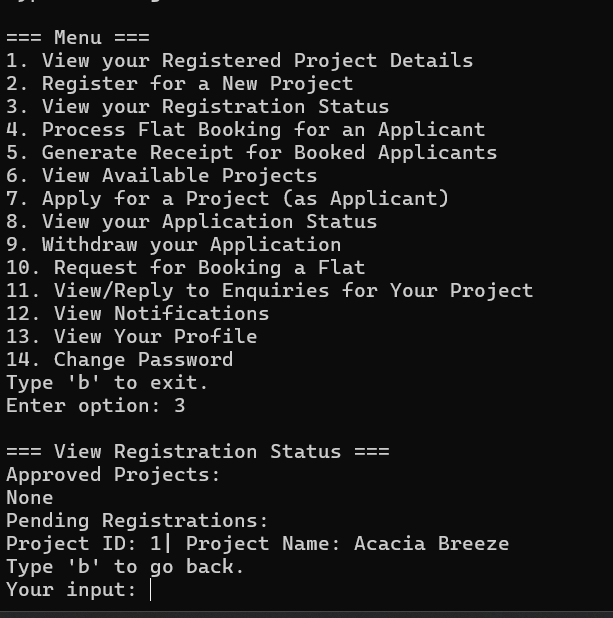 === Menu ===
1. View your Registered Project Details
2. Register for a New Project
3. View your Registration Status
4. Process Flat Booking for an Applicant
5. Generate Receipt for Booked Applicants
6. View Available Projects
7. Apply for a Project (as Applicant)
8. View your Application Status
9. Withdraw your Application
10. Request for Booking a Flat
11. View/Reply to Enquiries for Your Project
12. View Notifications
13. View Your Profile
14. Change Password
Type 'b' to exit.
Enter option: 3
=== View Registration Status ===
Approved Projects:
None
Pending Registrations:
Project ID: 1| Project Name: Acacia Breeze
Type 'b' to go back.
Your input: